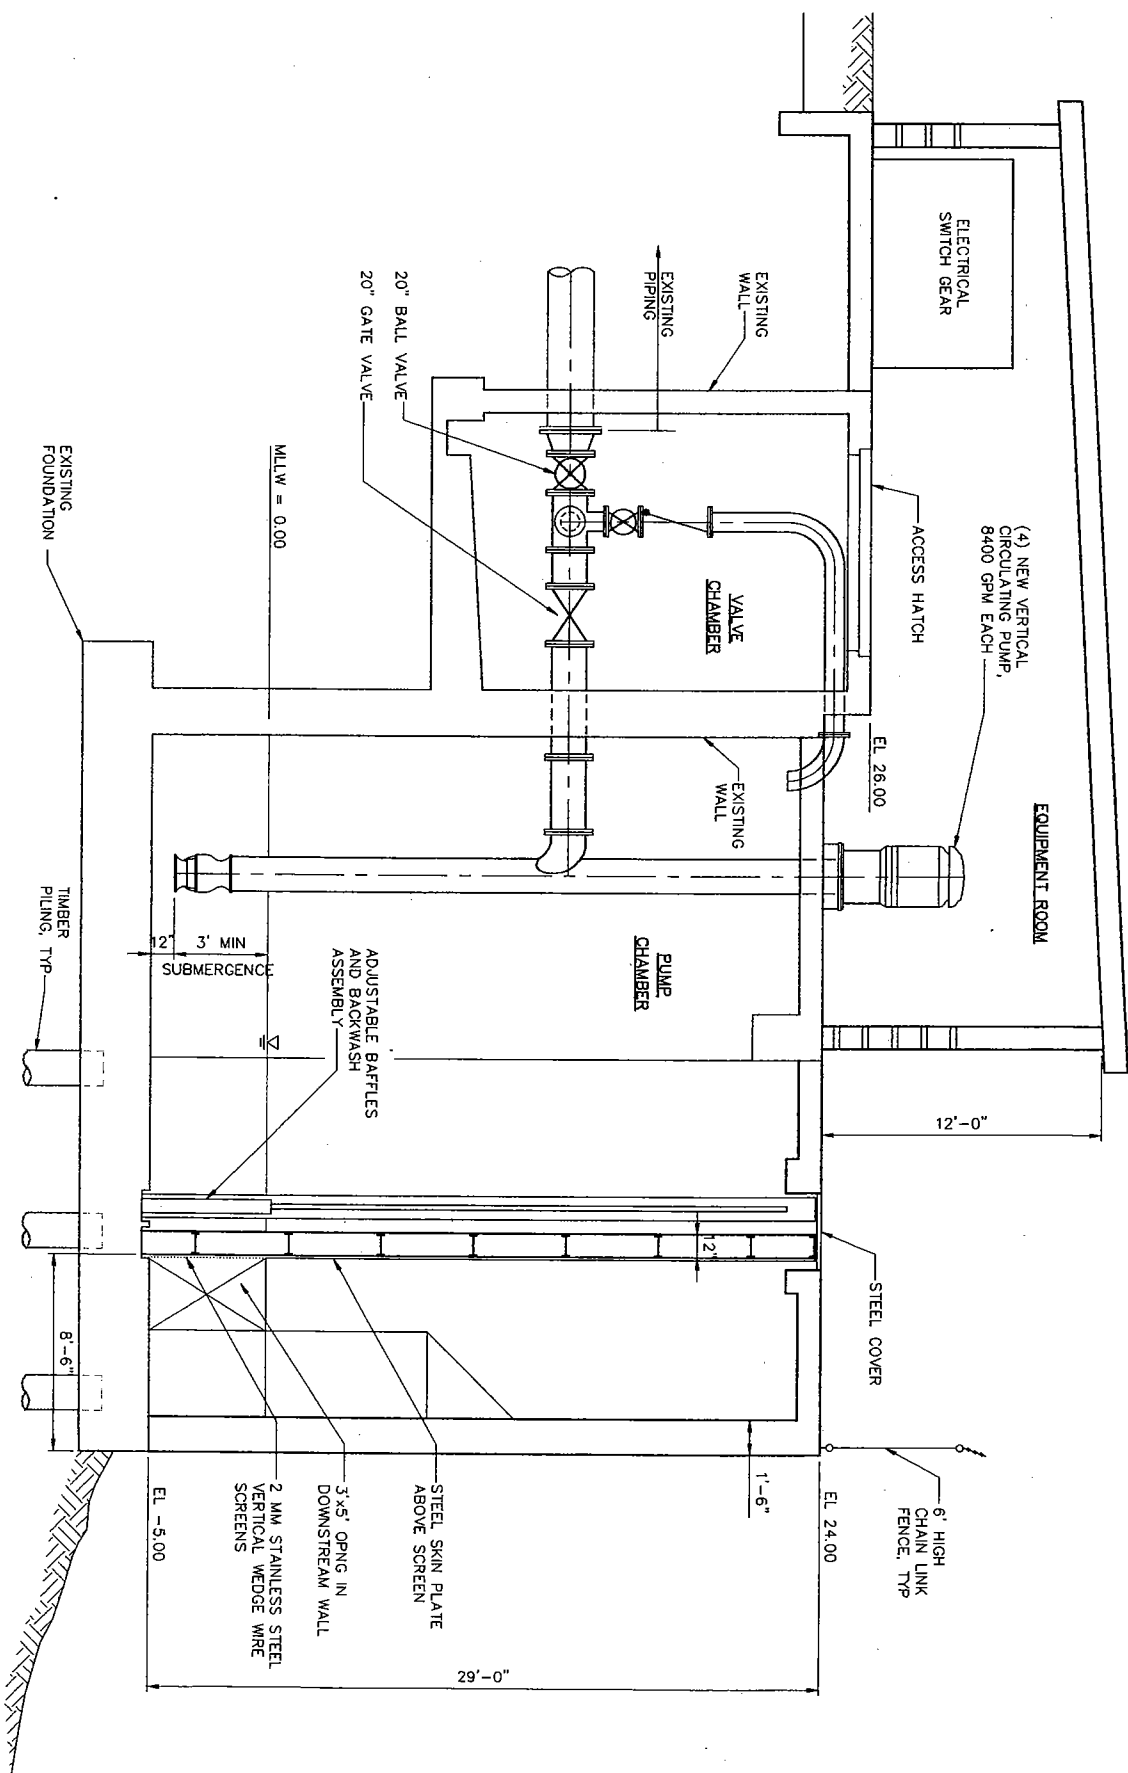 ELECTRICAL
SWITCH GEAR
EXISTING
WALL
EXISTING
PIPING
20" BALL VALVE
20" GATE VALVE
MLLW = 0.00
EXISTING
FOUNDATION
(4) NEW VERTICAL
CIRCULATING PUMP,
8400 GPM EACH
ACCESS HATCH
VALVE
CHAMBER
EL 26.00
EXISTING
WALL
EQUIPMENT ROOM
PUMP
CHAMBER
12"
3' MIN
SUBMERGENCE
TIMBER
PILING, TYP
ADJUSTABLE BAFFLES
AND BACKWASH
ASSEMBLY
12'-0"
12"
STEEL COVER
8'-6"
1'-6"
6' HIGH
CHAIN LINK
FENCE, TYP
EL 24.00
STEEL SKIN PLATE
ABOVE SCREEN
3'x5' OPNG IN
DOWNSTREAM WALL
2 MM STAINLESS STEEL
VERTICAL WEDGE WIRE
SCREENS
EL -5.00
29'-0"